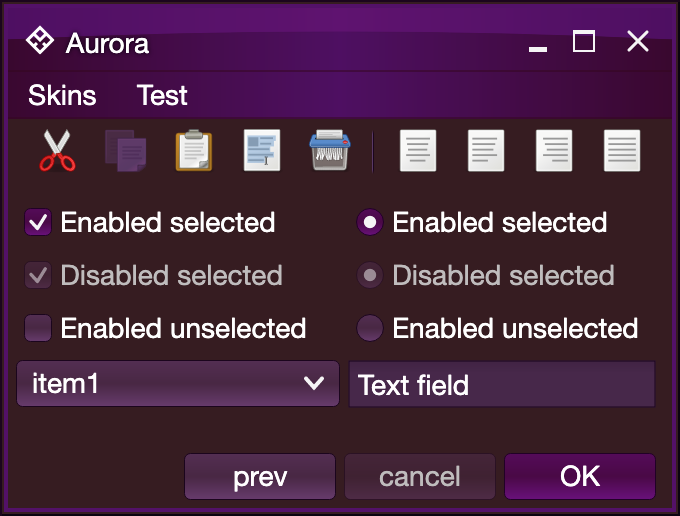 Aurora
Skins Test
Enabled selected Enabled selected
Disabled selected Disabled selected
Enabled unselected Enabled unselected
item1 Text field
prev cancel OK